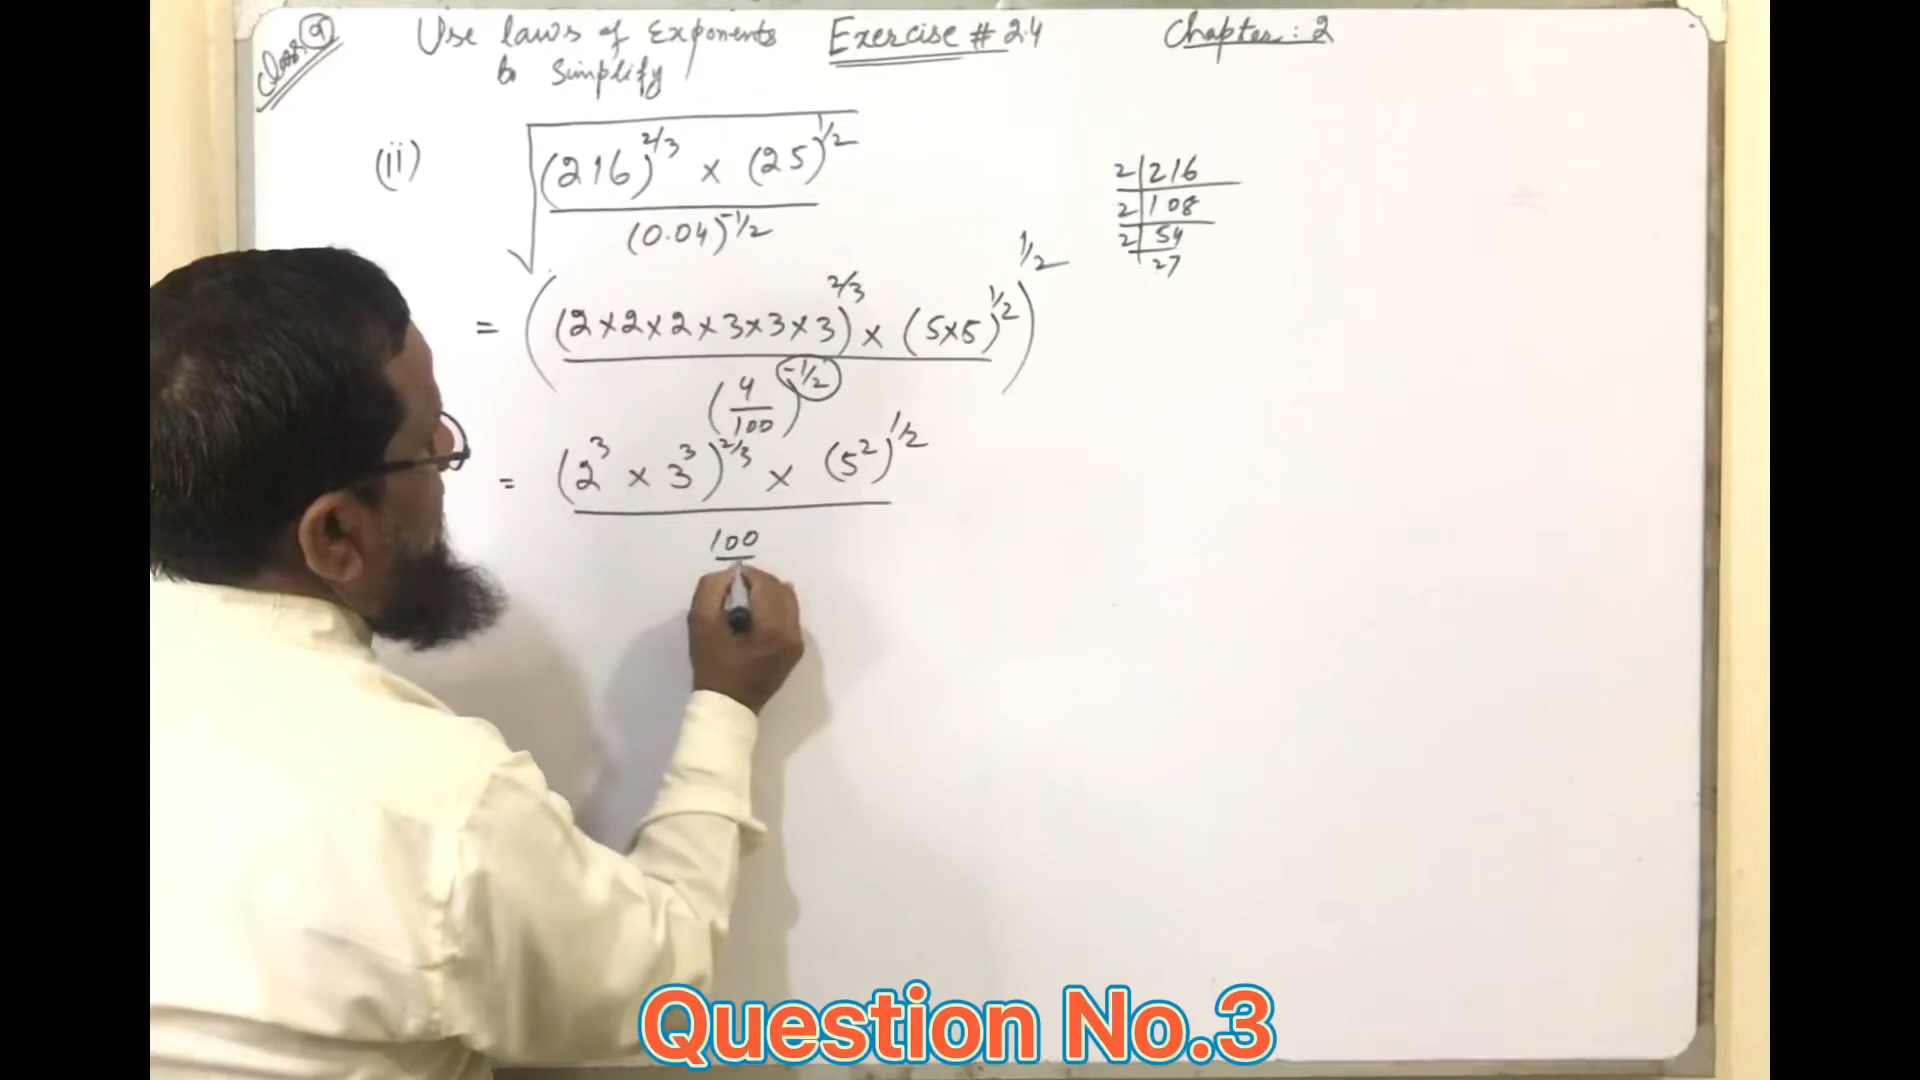 Class: 9
Use laws of Exponents Exercise # 2.4 Chapter: 2
to Simplify
(ii) √((216)^2/3 × (25)^1/2 / (0.04)^-1/2)
= ((2×2×2×3×3×3)^2/3 × (5×5)^1/2 / (4/100)^-1/2)^1/2
= (2^3 × 3^3)^2/3 × (5^2)^1/2
100
2|216
2|108
2|54
27
Question No.3